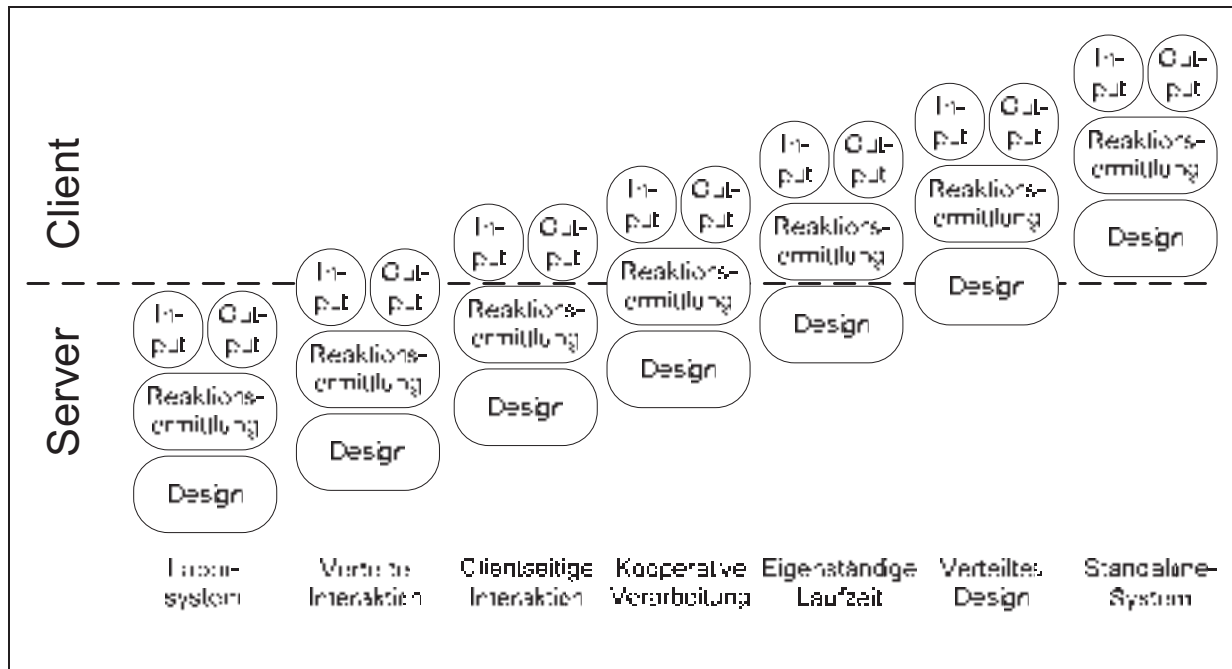 Client
Server
In-
put
Out-
put
Reaktions-
ermittlung
Design
Labor-
system
In-
put
Out-
put
Reaktions-
ermittlung
Design
Verteilte
Interaktion
In-
put
Out-
put
Reaktions-
ermittlung
Design
Clientseitige
Interaktion
In-
put
Out-
put
Reaktions-
ermittlung
Design
Kooperative
Verarbeitung
In-
put
Out-
put
Reaktions-
ermittlung
Design
Eigenständige
Laufzeit
In-
put
Out-
put
Reaktions-
ermittlung
Design
Verteiltes
Design
In-
put
Out-
put
Reaktions-
ermittlung
Design
Standalone-
System